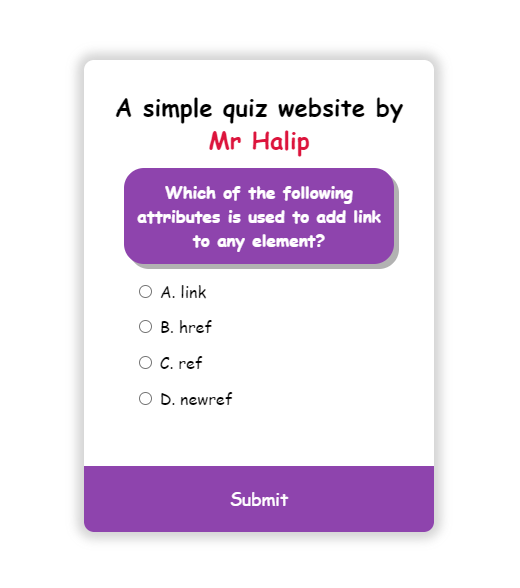 A simple quiz website by
Mr Halip
Which of the following
attributes is used to add link
to any element?
A. link
B. href
C. ref
D. newref
Submit